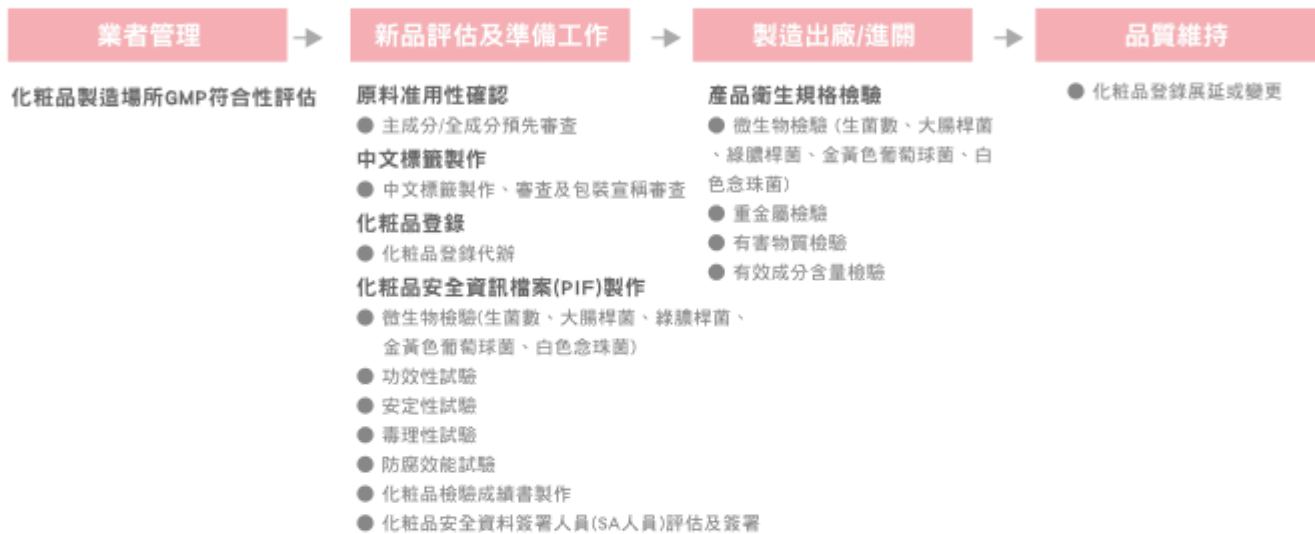 業者管理
化粧品製造場所GMP符合性評估
新品評估及準備工作
原料准用性確認
● 主成分/全成分預先審查
中文標籤製作
● 中文標籤製作、審查及包裝宣稱審查
化粧品登錄
● 化粧品登錄代辦
化粧品安全資訊檔案(PIF)製作
● 微生物檢驗(生菌數、大腸桿菌、綠膿桿菌、
金黃色葡萄球菌、白色念珠菌)
● 功效性試驗
● 安定性試驗
● 毒理性試驗
● 防腐效能試驗
● 化粧品檢驗成績書製作
● 化粧品安全資料簽署人員(SA人員)評估及簽署
製造出廠/進關
產品衛生規格檢驗
● 微生物檢驗 (生菌數、大腸桿菌
、綠膿桿菌、金黃色葡萄球菌、白
色念珠菌)
● 重金屬檢驗
● 有害物質檢驗
● 有效成分含量檢驗
品質維持
● 化粧品登錄展延或變更